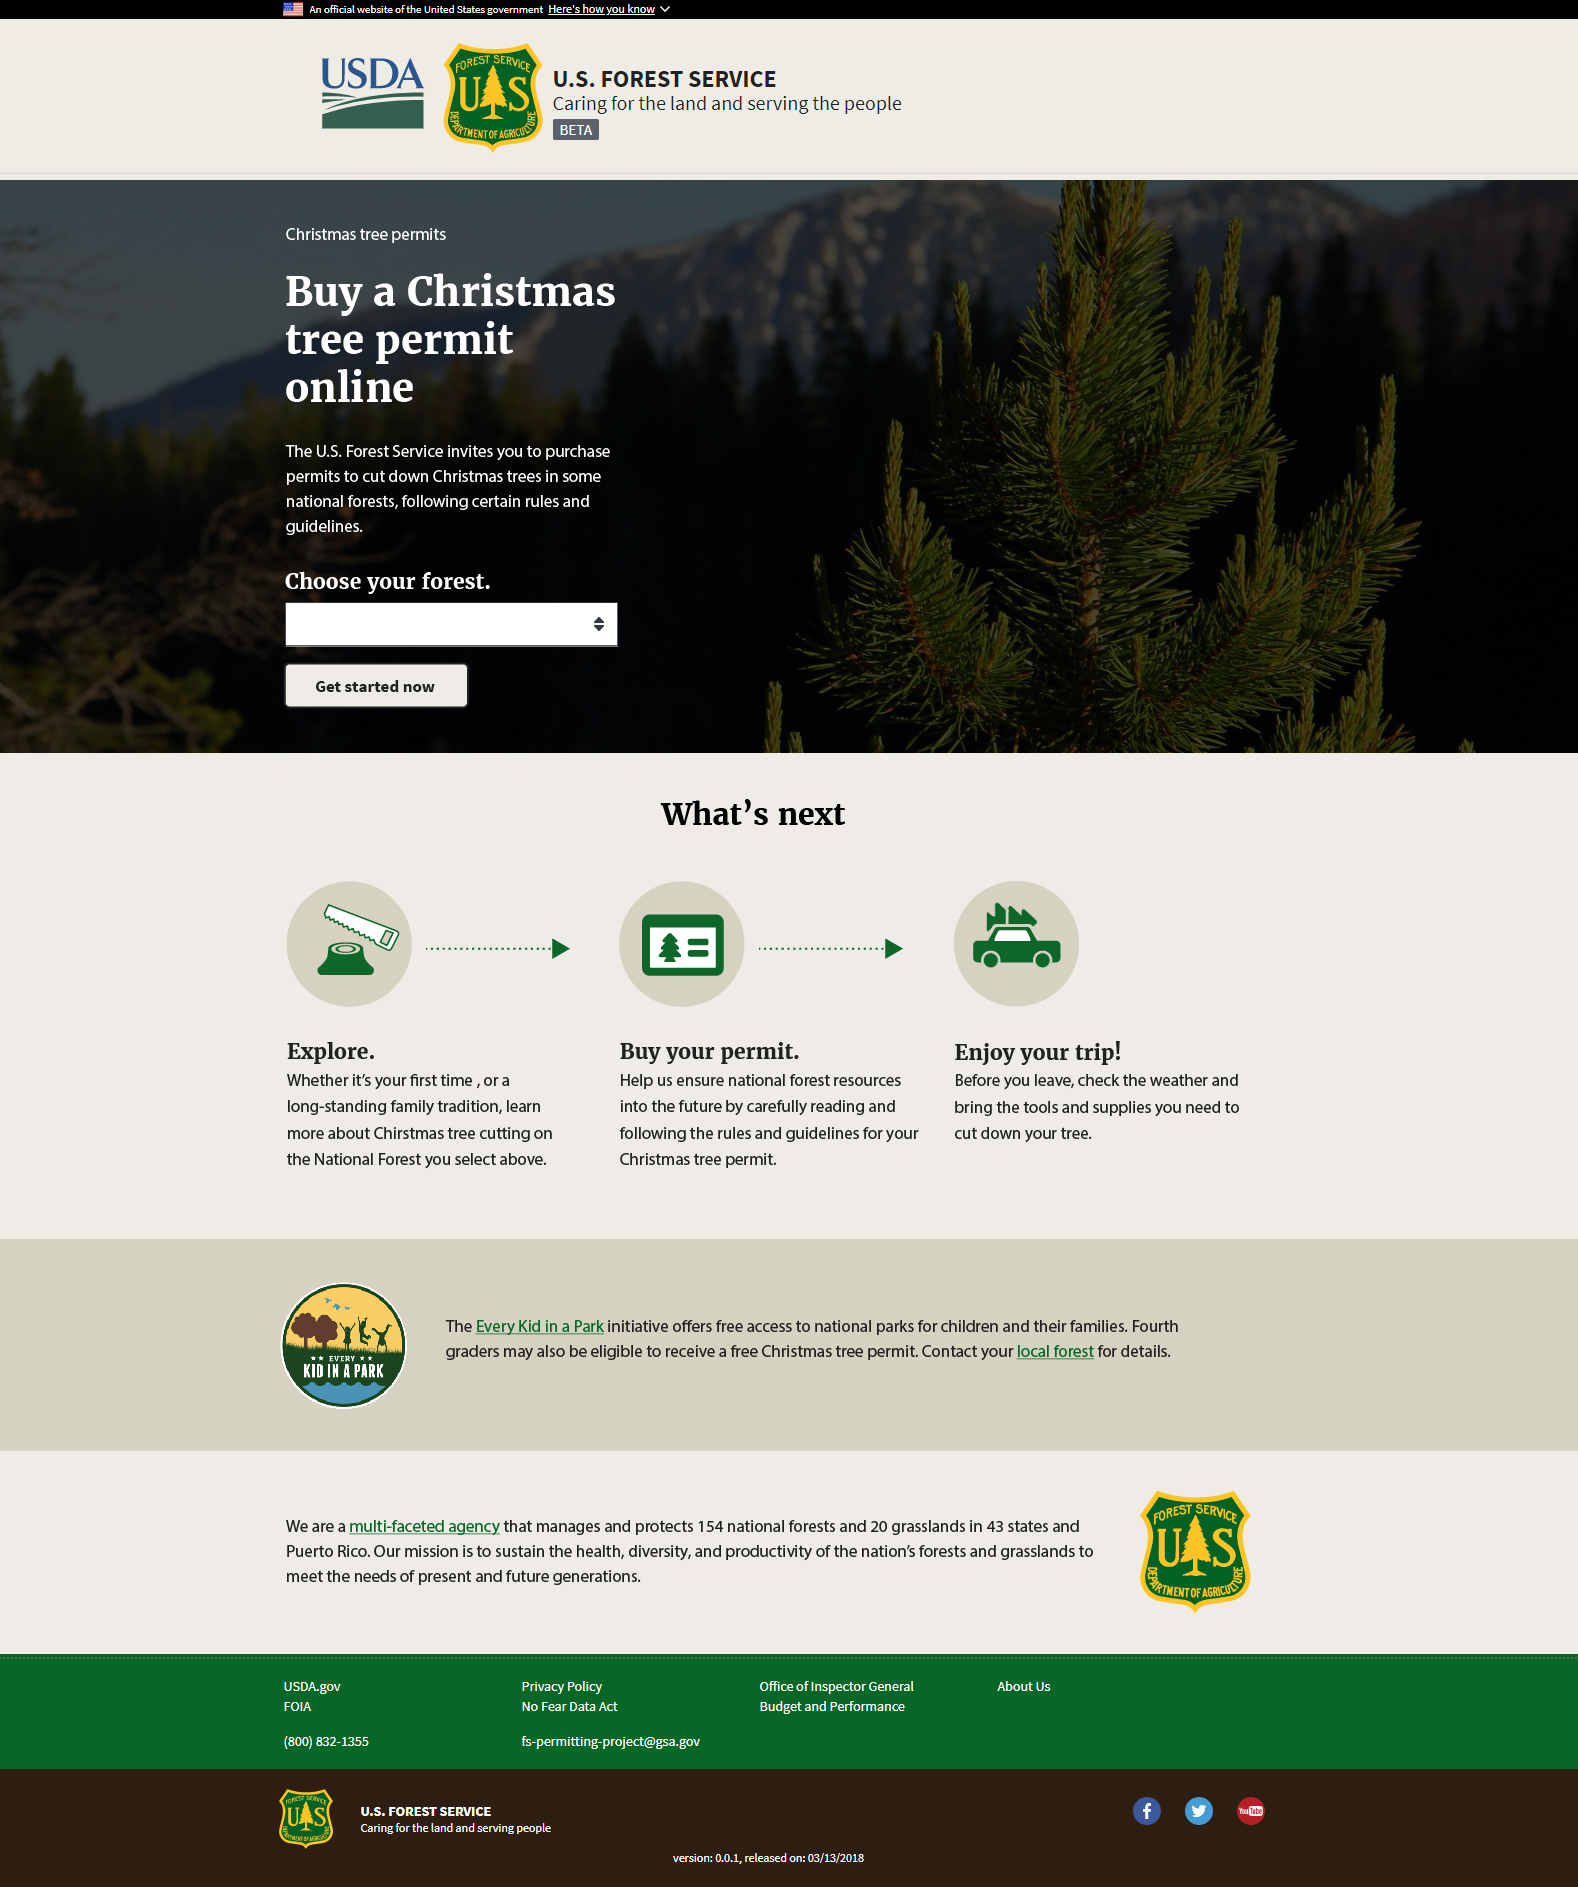 An official website of the United States government Here's how you know
USDA
FOREST SERVICE
US
DEPARTMENT OF AGRICULTURE
U.S. FOREST SERVICE
Caring for the land and serving the people
BETA
Christmas tree permits
Buy a Christmas
tree permit
online
The U.S. Forest Service invites you to purchase
permits to cut down Christmas trees in some
national forests, following certain rules and
guidelines.
Choose your forest.
Get started now
What’s next
Explore.
Whether it’s your first time , or a
long-standing family tradition, learn
more about Chirstmas tree cutting on
the National Forest you select above.
Buy your permit.
Help us ensure national forest resources
into the future by carefully reading and
following the rules and guidelines for your
Christmas tree permit.
Enjoy your trip!
Before you leave, check the weather and
bring the tools and supplies you need to
cut down your tree.
EVERY
KID IN A PARK
The Every Kid in a Park initiative offers free access to national parks for children and their families. Fourth
graders may also be eligible to receive a free Christmas tree permit. Contact your local forest for details.
We are a multi-faceted agency that manages and protects 154 national forests and 20 grasslands in 43 states and
Puerto Rico. Our mission is to sustain the health, diversity, and productivity of the nation’s forests and grasslands to
meet the needs of present and future generations.
FOREST SERVICE
US
DEPARTMENT OF AGRICULTURE
USDA.gov
FOIA
(800) 832-1355
Privacy Policy
No Fear Data Act
fs-permitting-project@gsa.gov
Office of Inspector General
Budget and Performance
About Us
FOREST SERVICE
US
DEPARTMENT OF AGRICULTURE
U.S. FOREST SERVICE
Caring for the land and serving people
YouTube
version: 0.0.1, released on: 03/13/2018